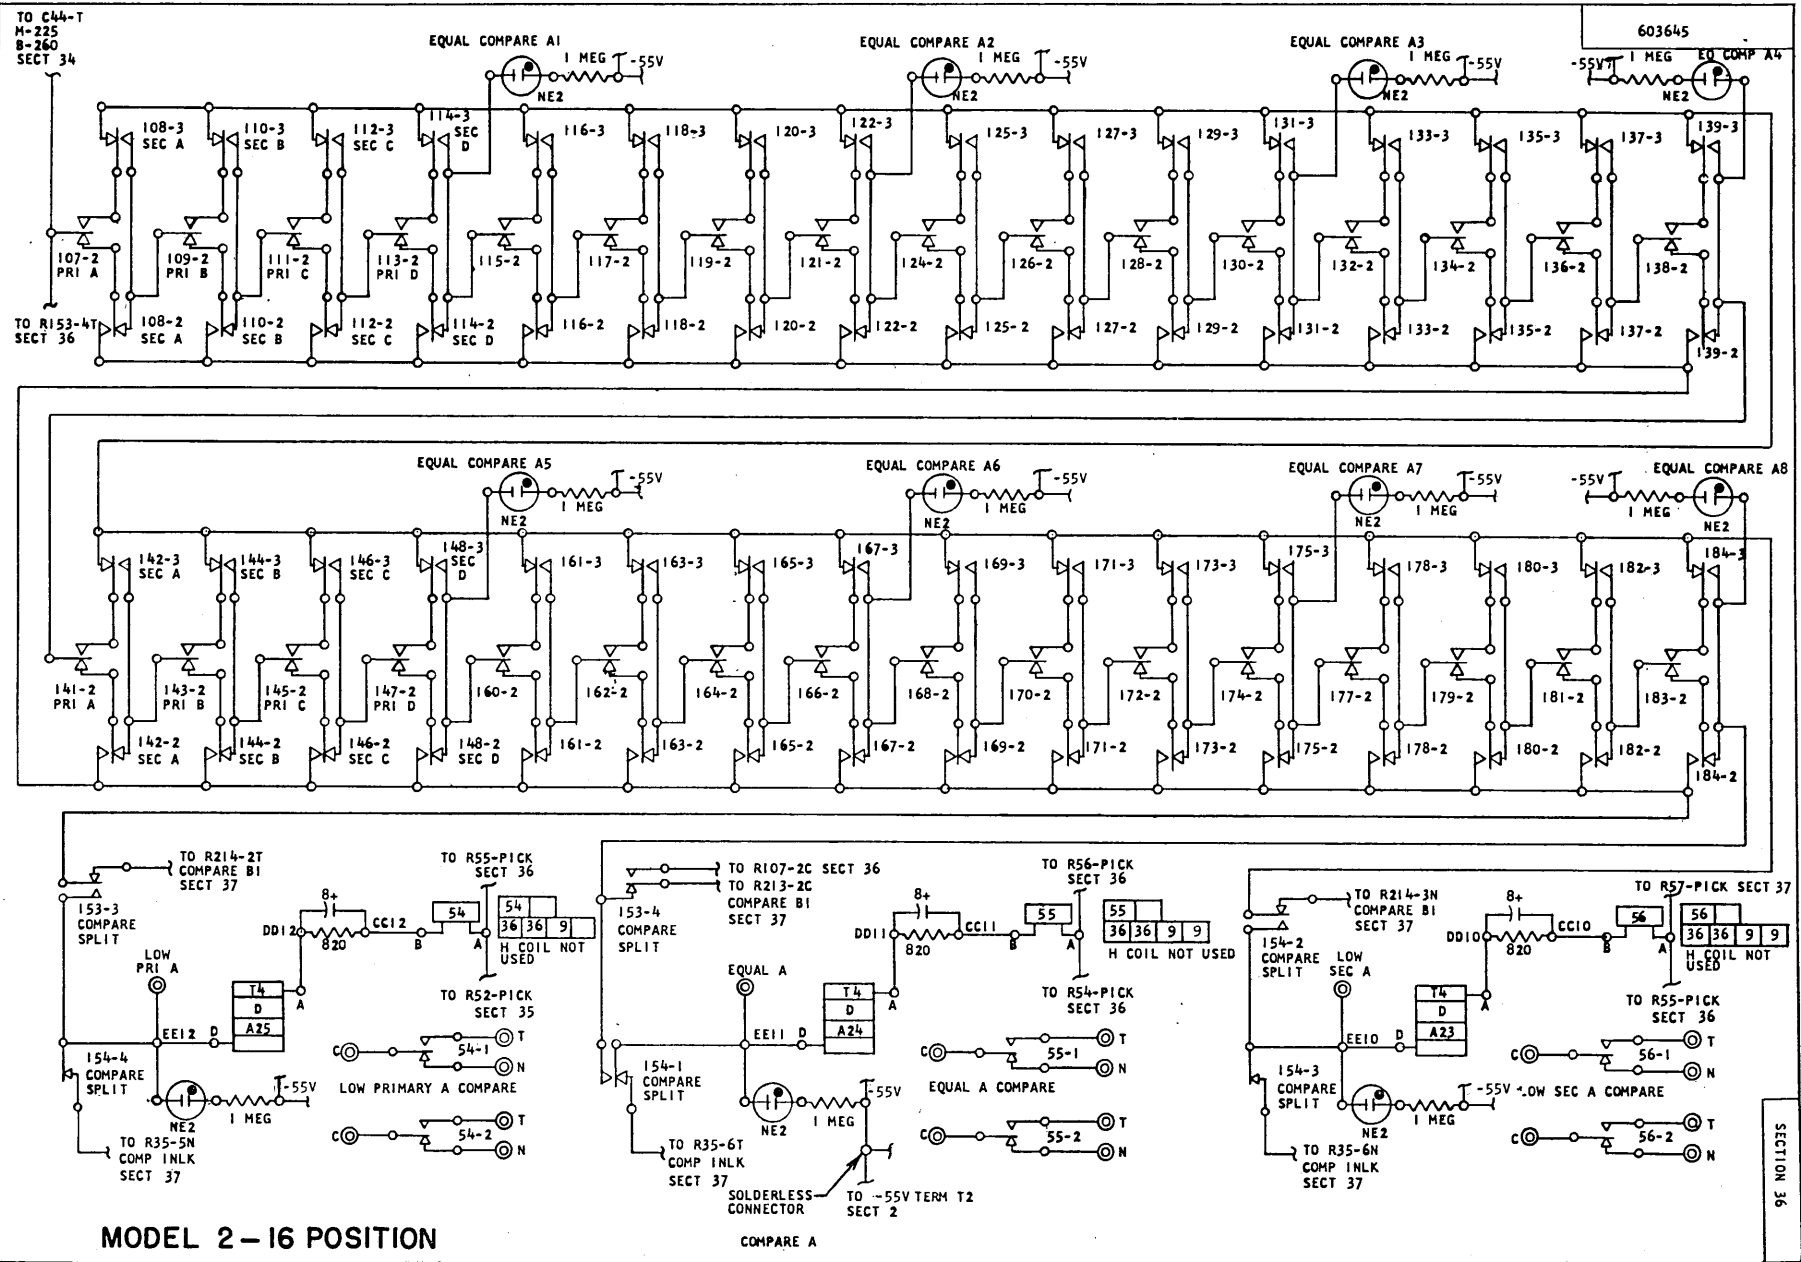 TO C44-T
M-225
B-260
SECT 34
603645
EQUAL COMPARE A1
1 MEG
-55V
NE2
EQUAL COMPARE A2
1 MEG
-55V
NE2
EQUAL COMPARE A3
1 MEG
-55V
NE2
-55V
1 MEG
EQ COMP A4
NE2
108-3
SEC A
110-3
SEC B
112-3
SEC C
114-3
SEC
D
116-3
118-3
120-3
122-3
125-3
127-3
129-3
131-3
133-3
135-3
137-3
139-3
107-2
PRI A
109-2
PRI B
111-2
PRI C
113-2
PRI D
115-2
117-2
119-2
121-2
124-2
126-2
128-2
130-2
132-2
134-2
136-2
138-2
TO R153-4T
SECT 36
108-2
SEC A
110-2
SEC B
112-2
SEC C
114-2
SEC D
116-2
118-2
120-2
122-2
125-2
127-2
129-2
131-2
133-2
135-2
137-2
139-2
EQUAL COMPARE A5
-55V
1 MEG
NE2
EQUAL COMPARE A6
-55V
1 MEG
NE2
EQUAL COMPARE A7
-55V
1 MEG
NE2
EQUAL COMPARE A8
-55V
1 MEG
NE2
142-3
SEC A
144-3
SEC B
146-3
SEC C
148-3
SEC
D
161-3
163-3
165-3
167-3
169-3
171-3
173-3
175-3
178-3
180-3
182-3
184-3
141-2
PRI A
143-2
PRI B
145-2
PRI C
147-2
PRI D
160-2
162-2
164-2
166-2
168-2
170-2
172-2
174-2
177-2
179-2
181-2
183-2
142-2
SEC A
144-2
SEC B
146-2
SEC C
148-2
SEC D
161-2
163-2
165-2
167-2
169-2
171-2
173-2
175-2
178-2
180-2
182-2
184-2
TO R214-2T
COMPARE B1
SECT 37
153-3
COMPARE
SPLIT
LOW
PRI A
DD12
8+
820
CC12
B
54
A
TO R55-PICK
SECT 36
54
36 36 9
H COIL NOT
USED
TO R52-PICK
SECT 35
T4
D
A25
A
EE12
D
154-4
COMPARE
SPLIT
NE2
1 MEG
-55V
TO R35-5N
COMP INLK
SECT 37
C
54-1
T
N
LOW PRIMARY A COMPARE
C
54-2
T
N
TO R107-2C SECT 36
TO R213-2C
COMPARE B1
SECT 37
153-4
COMPARE
SPLIT
EQUAL A
DD11
8+
820
CC11
B
55
A
TO R56-PICK
SECT 36
55
36 36 9 9
H COIL NOT USED
TO R54-PICK
SECT 36
T4
D
A24
A
EE11
D
154-1
COMPARE
SPLIT
NE2
1 MEG
-55V
TO R35-6T
COMP INLK
SECT 37
SOLDERLESS
CONNECTOR
TO -55V TERM T2
SECT 2
C
55-1
T
N
EQUAL A COMPARE
C
55-2
T
N
TO R214-3N
COMPARE B1
SECT 37
154-2
COMPARE
SPLIT
LOW
SEC A
DD10
8+
820
CC10
B
56
A
TO R57-PICK SECT 37
56
36 36 9 9
H COIL NOT
USED
TO R55-PICK
SECT 36
T4
D
A23
A
EE10
D
154-3
COMPARE
SPLIT
NE2
1 MEG
-55V
TO R35-6N
COMP INLK
SECT 37
C
56-1
T
N
LOW SEC A COMPARE
C
56-2
T
N
SECTION 36
MODEL 2-16 POSITION
COMPARE A